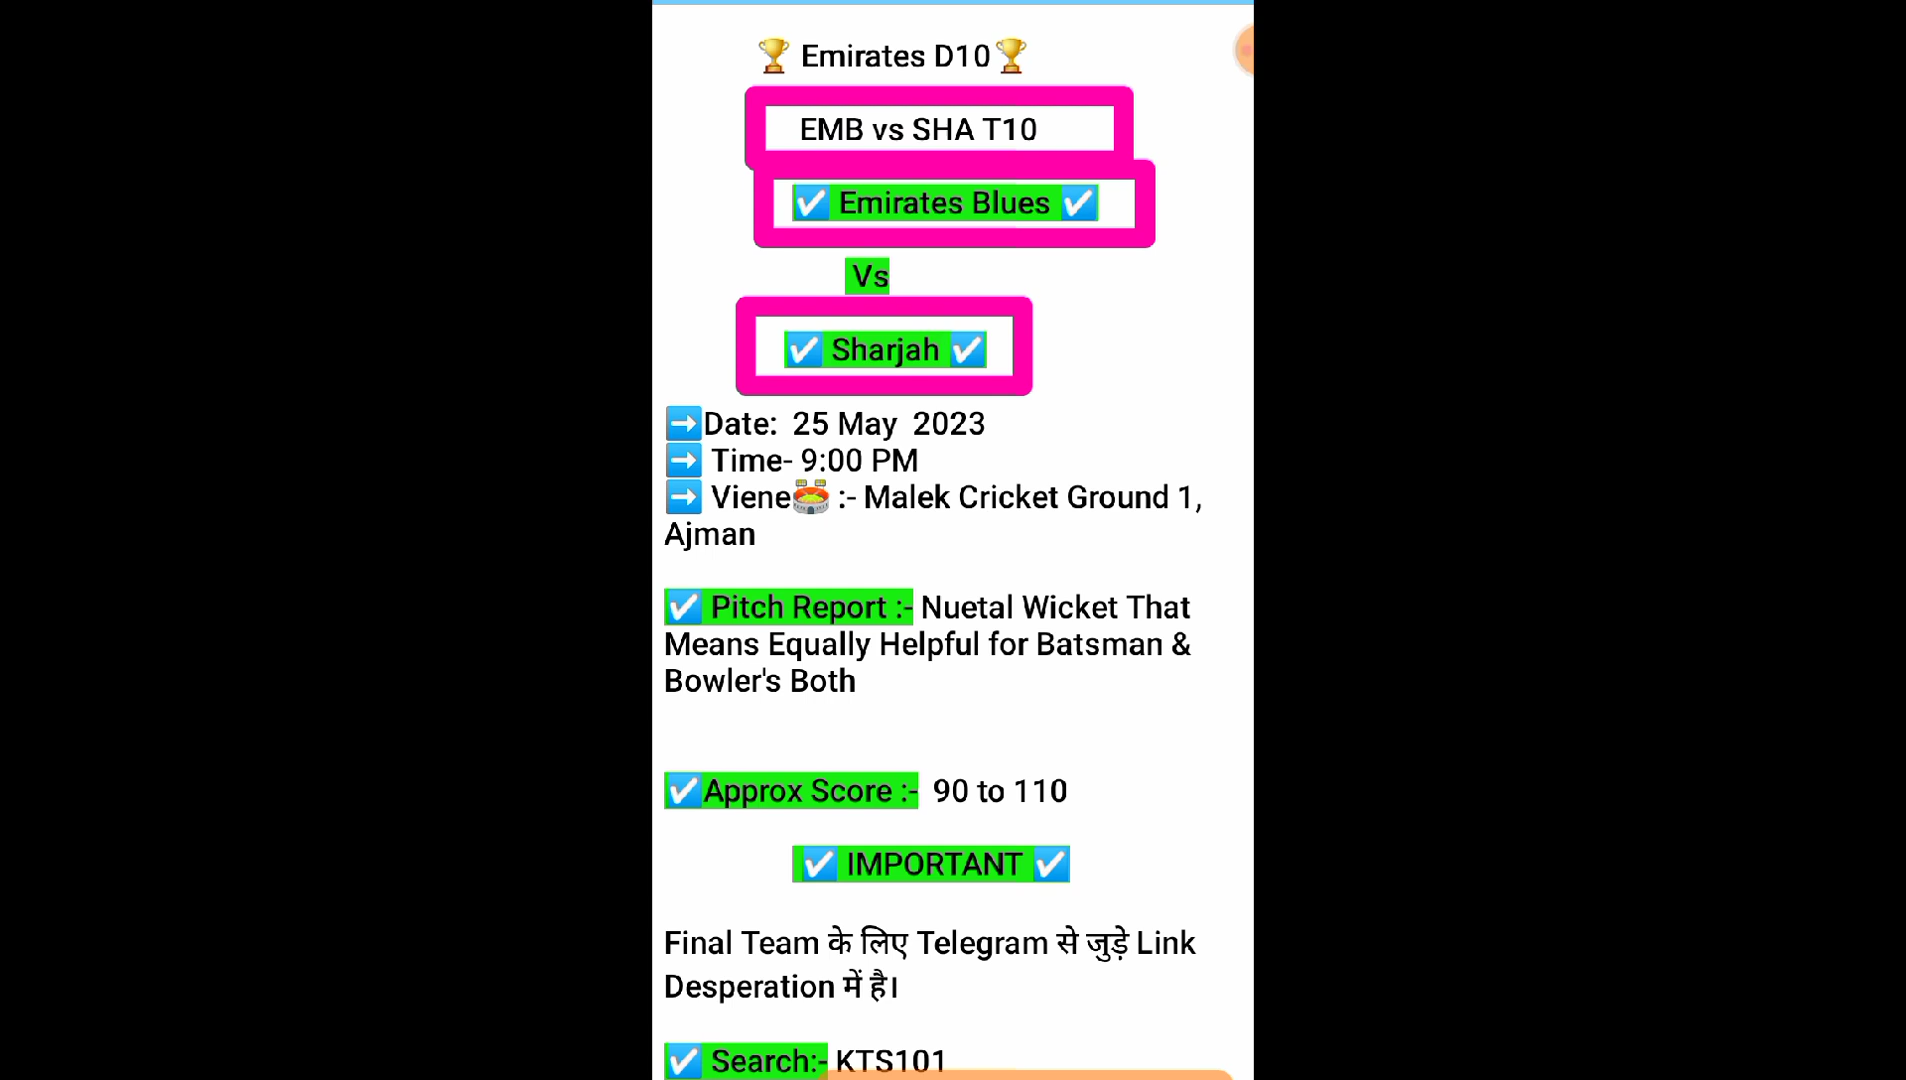 🏆 Emirates D10🏆
EMB vs SHA T10
✅ Emirates Blues ✅
Vs
✅ Sharjah ✅
➡️Date: 25 May 2023
➡️ Time- 9:00 PM
➡️ Viene🏟️ :- Malek Cricket Ground 1,
Ajman
✅ Pitch Report :- Nuetal Wicket That
Means Equally Helpful for Batsman &
Bowler's Both
✅Approx Score :- 90 to 110
✅ IMPORTANT ✅
Final Team के लिए Telegram से जुड़े Link
Desperation में है।
✅ Search:- KTS101